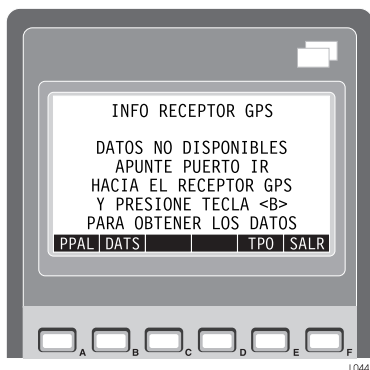 INFO RECEPTOR GPS
DATOS NO DISPONIBLES
APUNTE PUERTO IR
HACIA EL RECEPTOR GPS
Y PRESIONE TECLA <B>
PARA OBTENER LOS DATOS
PPAL DATS TPO SALR
A B C D E F
L044